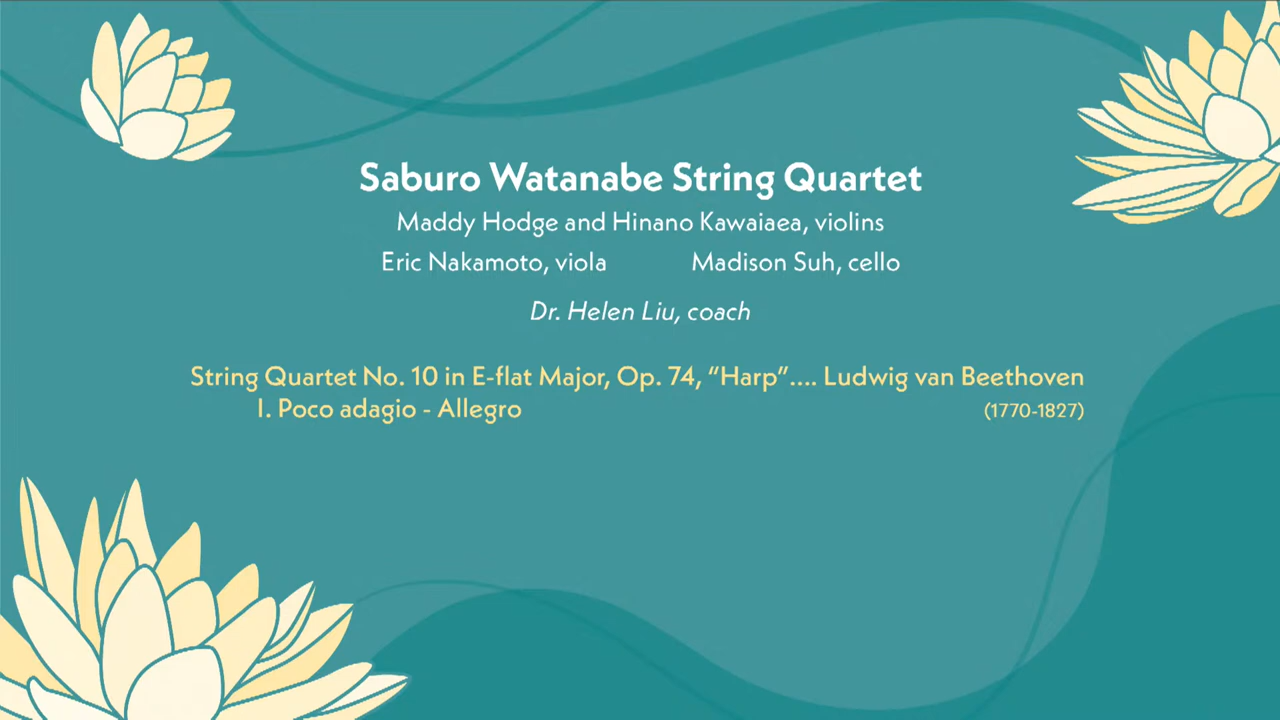 Saburo Watanabe String Quartet
Maddy Hodge and Hinano Kawaiaea, violins
Eric Nakamoto, viola Madison Suh, cello
Dr. Helen Liu, coach
String Quartet No. 10 in E-flat Major, Op. 74, “Harp”.... Ludwig van Beethoven
I. Poco adagio - Allegro (1770-1827)